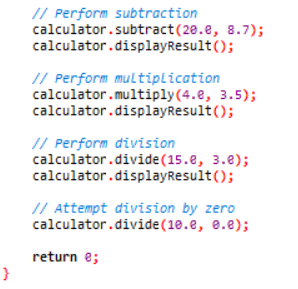 // Perform subtraction
calculator.subtract(20.0, 8.7);
calculator.displayResult();
// Perform multiplication
calculator.multiply(4.0, 3.5);
calculator.displayResult();
// Perform division
calculator.divide(15.0, 3.0);
calculator.displayResult();
// Attempt division by zero
calculator.divide(10.0, 0.0);
return 0;
}